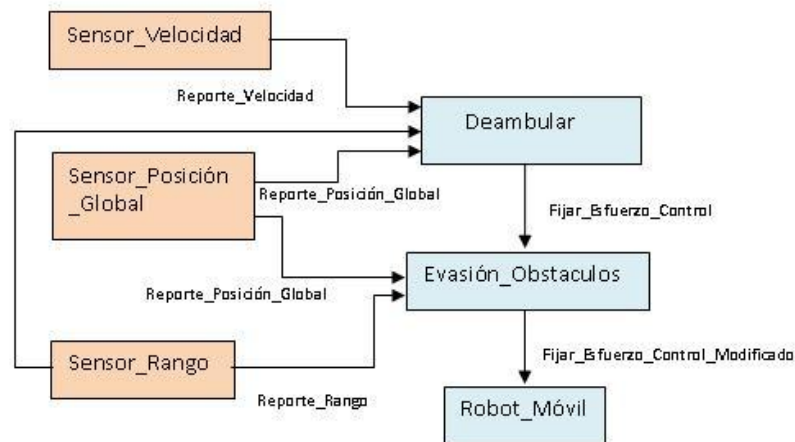 Sensor_Velocidad
Reporte_Velocidad
Deambular
Sensor_Posición
_Global
Reporte_Posición_Global
Fijar_Esfuerzo_Control
Evasión_Obstaculos
Reporte_Posición_Global
Sensor_Rango
Fijar_Esfuerzo_Control_Modificado
Reporte_Rango
Robot_Móvil